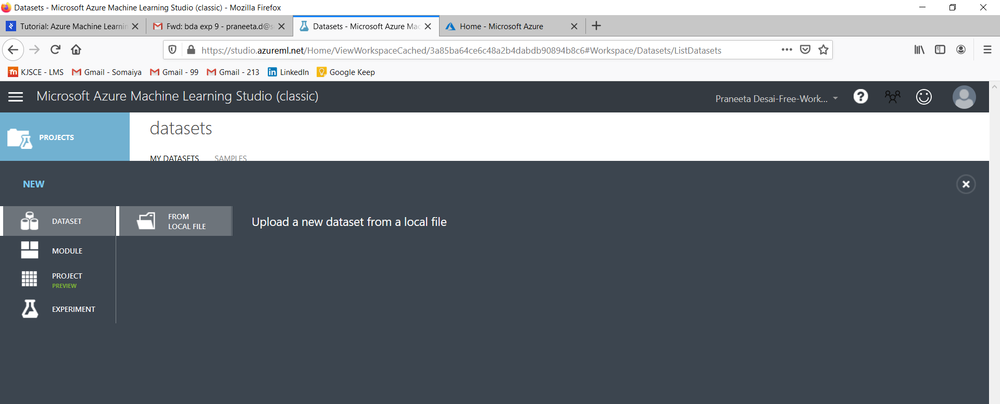 Datasets - Microsoft Azure Machine Learning Studio (classic) - Mozilla Firefox
Tutorial: Azure Machine Learnin
Fwd: bda exp 9 - praneeta.d@s
Datasets - Microsoft Azure Mac
Home - Microsoft Azure
https://studio.azureml.net/Home/ViewWorkspaceCached/3a85ba64ce6c48a2b4dabdb90894b8c6#Workspace/Datasets/ListDatasets
KJSCE - LMS
Gmail - Somaiya
Gmail - 99
Gmail - 213
LinkedIn
Google Keep
Microsoft Azure Machine Learning Studio (classic)
Praneeta Desai-Free-Work...
PROJECTS
datasets
MY DATASETS
SAMPLES
NEW
DATASET
MODULE
PROJECT
PREVIEW
EXPERIMENT
FROM
LOCAL FILE
Upload a new dataset from a local file